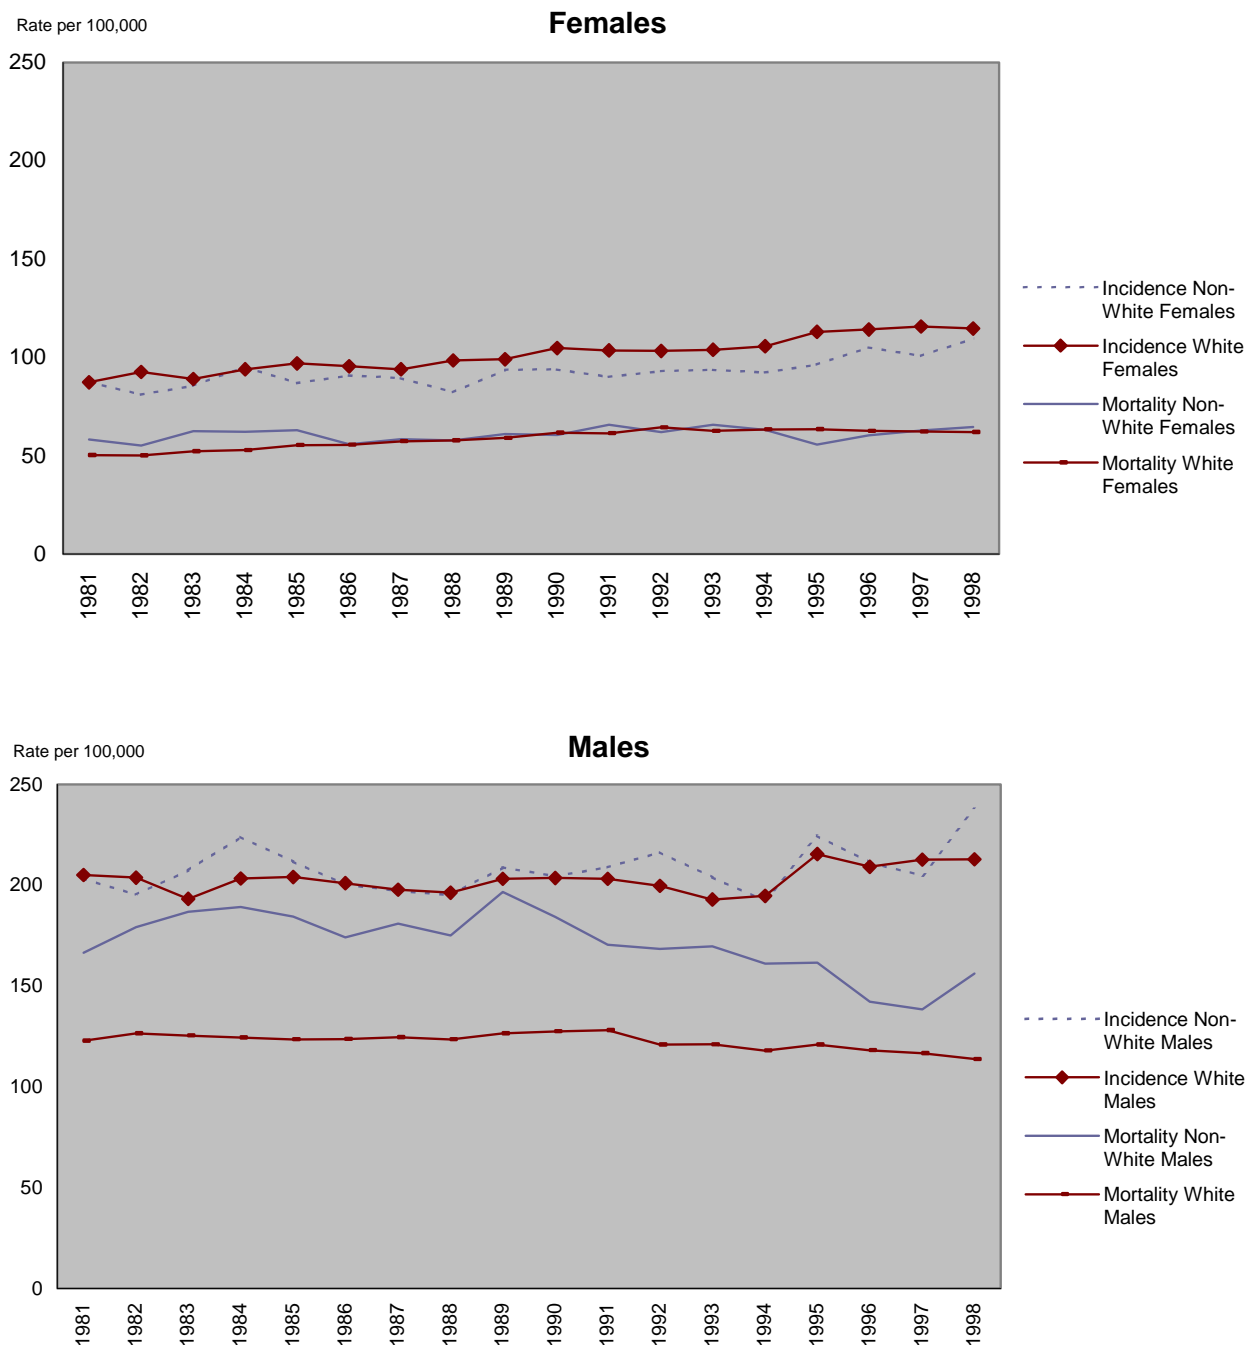 Rate per 100,000
Females
250
200
150
100
50
0
1981
1982
1983
1984
1985
1986
1987
1988
1989
1990
1991
1992
1993
1994
1995
1996
1997
1998
Incidence Non-
White Females
Incidence White
Females
Mortality Non-
White Females
Mortality White
Females
Rate per 100,000
Males
250
200
150
100
50
0
1981
1982
1983
1984
1985
1986
1987
1988
1989
1990
1991
1992
1993
1994
1995
1996
1997
1998
Incidence Non-
White Males
Incidence White
Males
Mortality Non-
White Males
Mortality White
Males